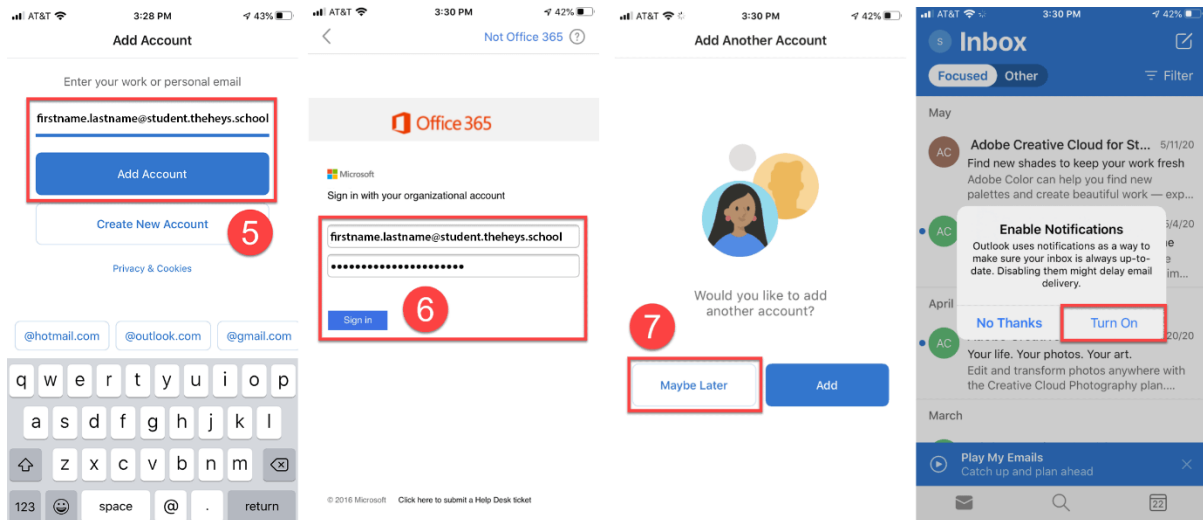 AT&T 3:28 PM 43%
Add Account
Enter your work or personal email
firstname.lastname@student.theheys.school
Add Account
Create New Account
5
Privacy & Cookies
@hotmail.com @outlook.com @gmail.com
q w e r t y u i o p
a s d f g h j k l
z x c v b n m
123 space @ . return
AT&T 3:30 PM 42%
Not Office 365 ?
Office 365
Microsoft
Sign in with your organizational account
firstname.lastname@student.theheys.school
6
Sign in
© 2016 Microsoft Click here to submit a Help Desk ticket
AT&T 3:30 PM 42%
Add Another Account
Would you like to add
another account?
7
Maybe Later Add
AT&T 3:30 PM 42%
S Inbox
Focused Other Filter
May
AC Adobe Creative Cloud for St... 5/11/20
Find new shades to keep your work fresh
Adobe Color can help you find new
palettes and create beautiful work — exp...
AC 5/4/20
Enable Notifications
Outlook uses notifications as a way to
make sure your inbox is always up-to-
date. Disabling them might delay email
delivery.
No Thanks Turn On
April
AC 20/20
Your life. Your photos. Your art.
Edit and transform photos anywhere with
the Creative Cloud Photography plan....
March
Play My Emails
Catch up and plan ahead
22